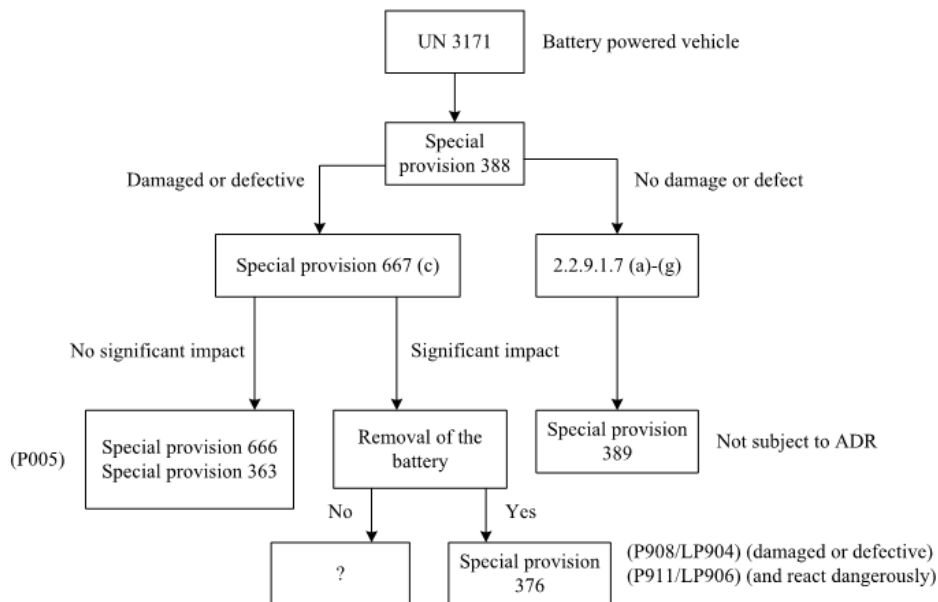 UN 3171
Battery powered vehicle
Special
provision 388
Damaged or defective
No damage or defect
Special provision 667 (c)
2.2.9.1.7 (a)-(g)
No significant impact
Significant impact
(P005)
Special provision 666
Special provision 363
Removal of the
battery
Special provision
389
Not subject to ADR
No
Yes
?
Special provision
376
(P908/LP904) (damaged or defective)
(P911/LP906) (and react dangerously)